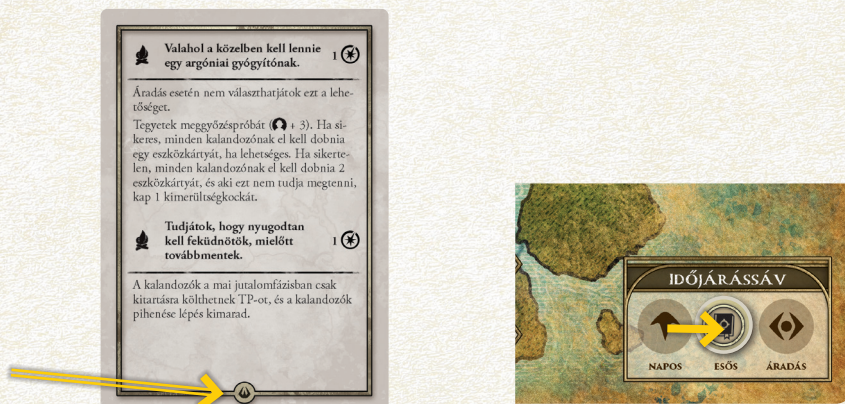 Valahol a közelben kell lennie
egy argóniai gyógyítónak.
1
Áradás esetén nem választhatjátok ezt a lehe-
tőséget.
Tegyetek meggyőzéspróbát ( + 3). Ha si-
keres, minden kalandozónak el kell dobnia
egy eszközkártyát, ha lehetséges. Ha sikerte-
len, minden kalandozónak el kell dobnia 2
eszközkártyát, és aki ezt nem tudja megtenni,
kap 1 kimerültségkockát.
Tudjátok, hogy nyugodtan
kell feküdnötök, mielőtt
továbbmentek.
1
A kalandozók a mai jutalomfázisban csak
kitartásra költhetnek TP-ot, és a kalandozók
pihenése lépés kimarad.
IDŐJÁRÁSSÁV
NAPOS ESŐS ÁRADÁS